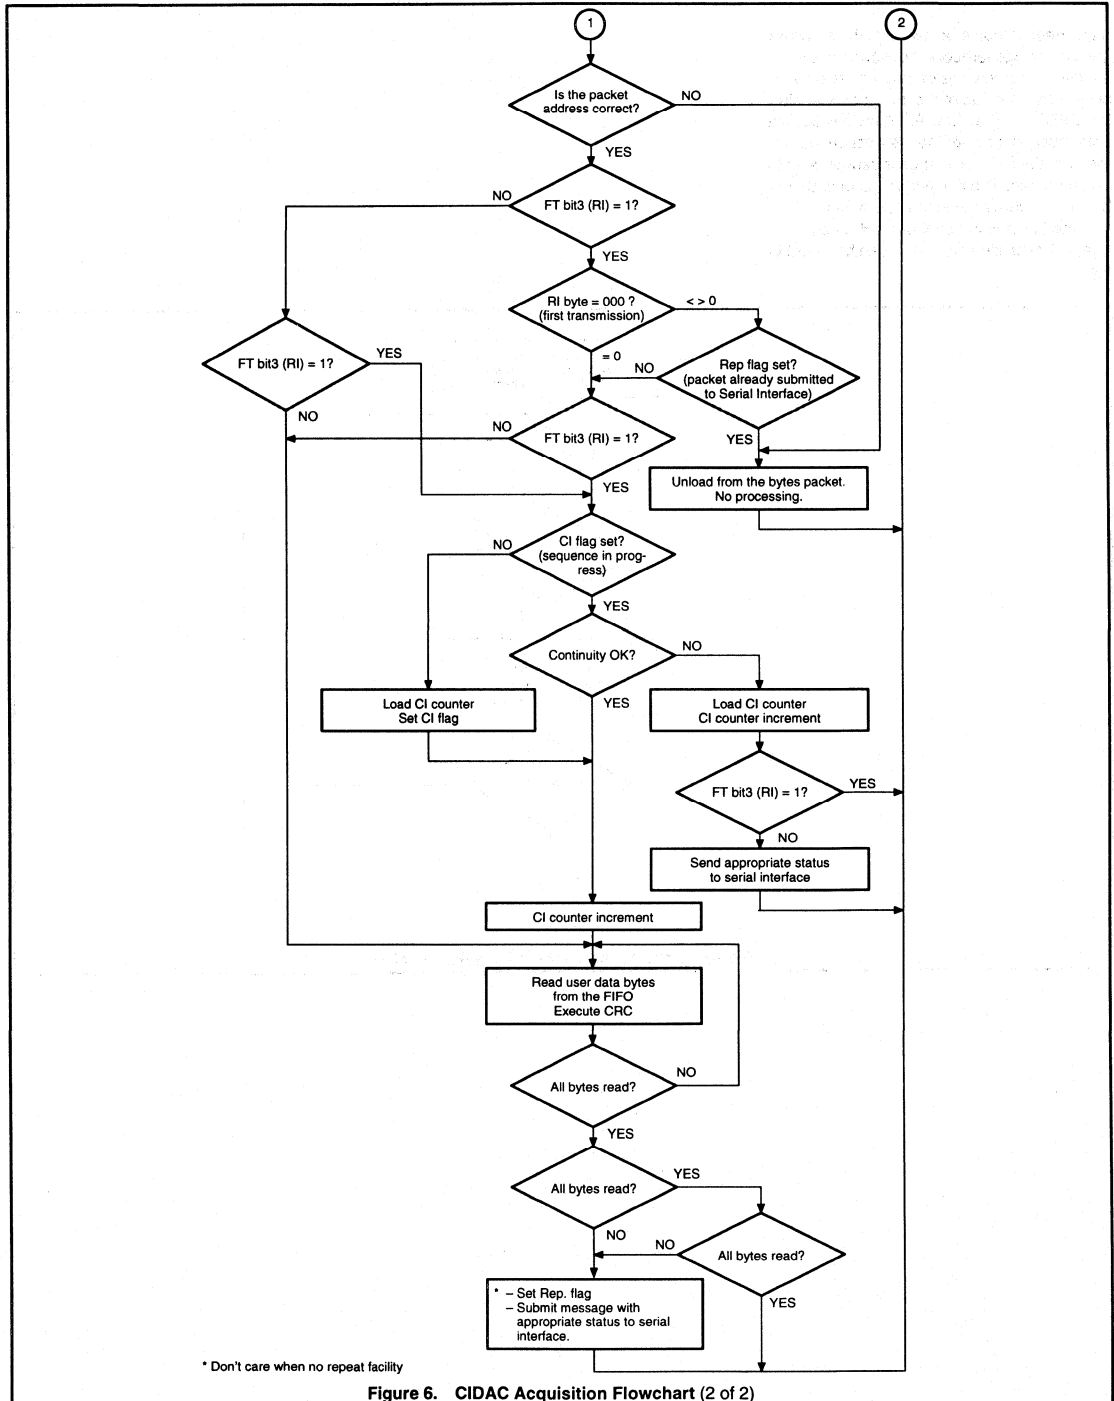 1
2
Is the packet
address correct?
NO
YES
FT bit3 (RI) = 1?
NO
YES
RI byte = 000 ?
(first transmission)
< > 0
= 0
FT bit3 (RI) = 1?
YES
NO
Rep flag set?
(packet already submitted
to Serial Interface)
NO
YES
FT bit3 (RI) = 1?
NO
YES
Unload from the bytes packet.
No processing.
CI flag set?
(sequence in prog-
ress)
NO
YES
Continuity OK?
NO
YES
Load CI counter
Set CI flag
Load CI counter
CI counter increment
FT bit3 (RI) = 1?
YES
NO
Send appropriate status
to serial interface
CI counter increment
Read user data bytes
from the FIFO
Execute CRC
All bytes read?
NO
YES
All bytes read?
YES
NO
All bytes read?
NO
YES
* – Set Rep. flag
– Submit message with
appropriate status to serial
interface.
* Don't care when no repeat facility
Figure 6. CIDAC Acquisition Flowchart (2 of 2)